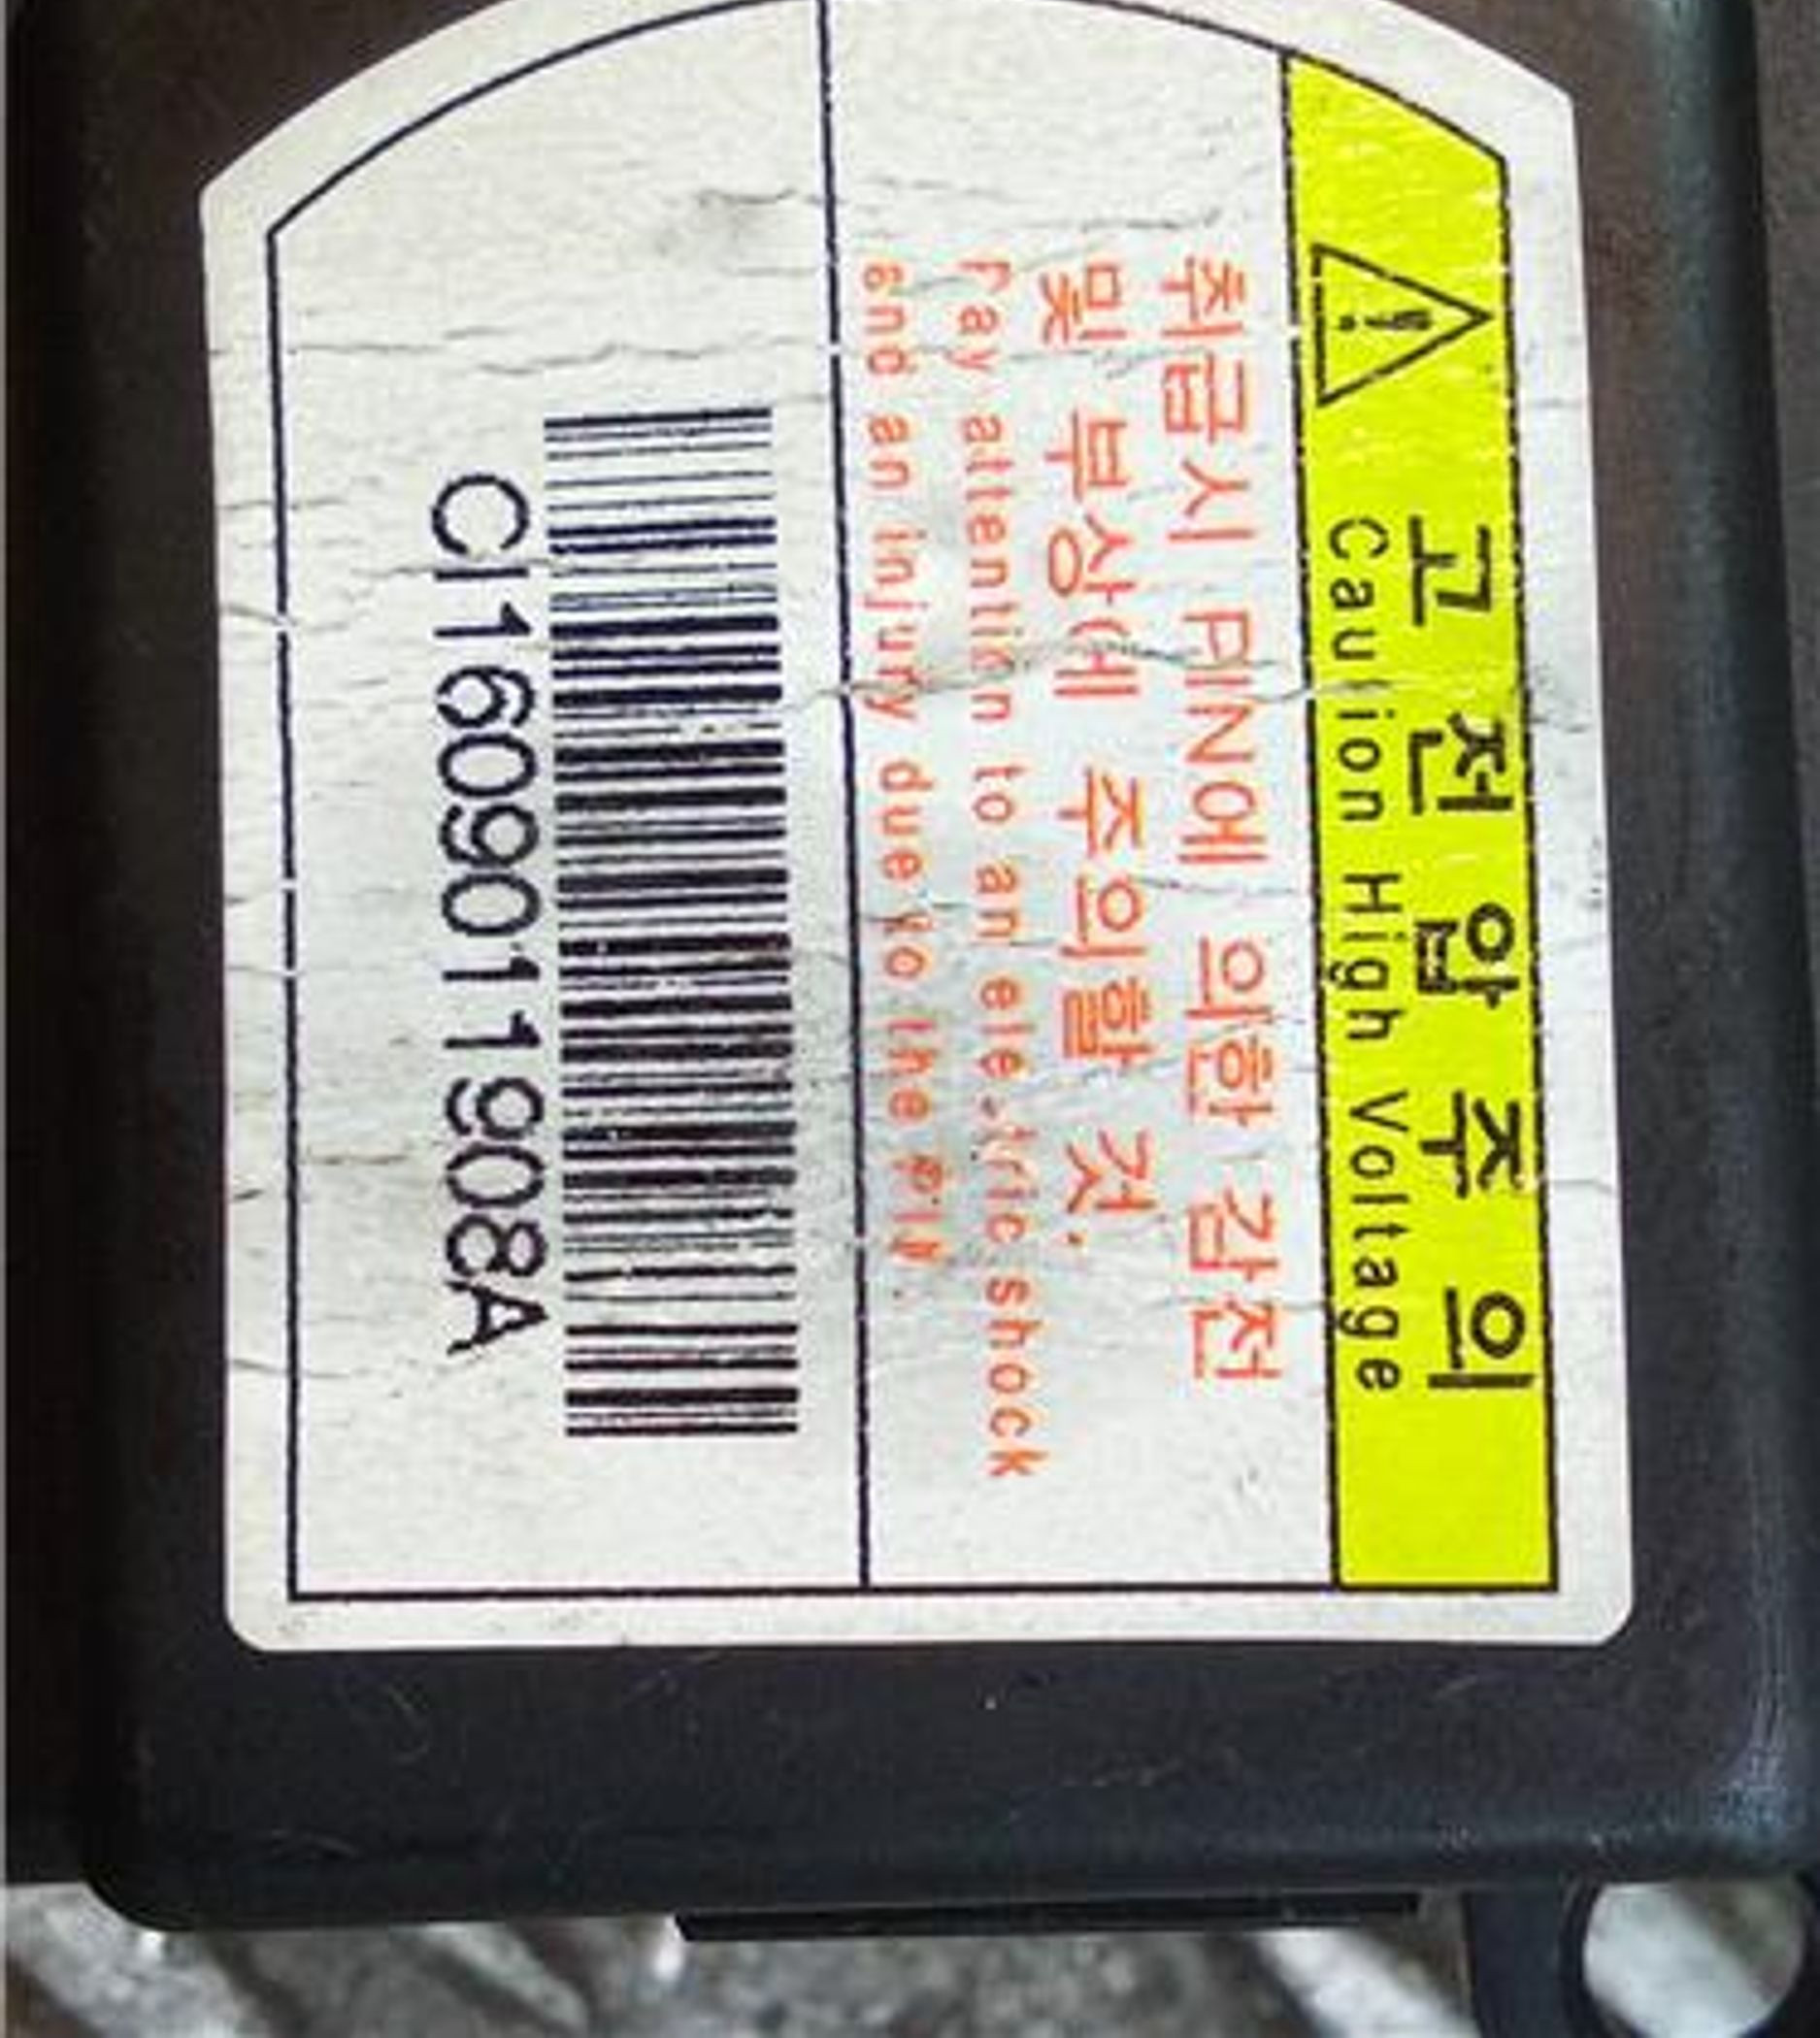 고 전 압 주 의
Caution High Voltage
취급시 PIN에 의한 감전
및 부상에 주의할 것.
Pay attention to an electric shock
and an injury due to the PIN.
CI1609011908A